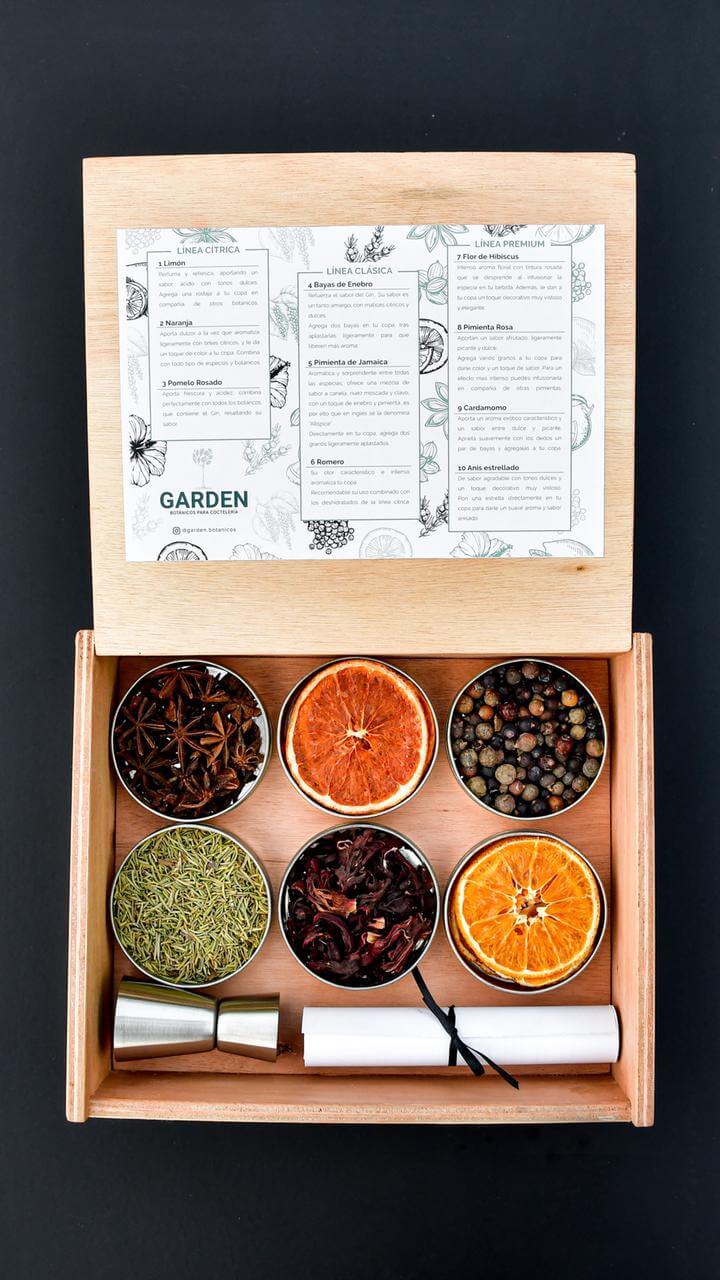 LÍNEA CÍTRICA
1 Limón
Perfuma y refresca, aportando un
sabor ácido con tonos dulces.
Agrega una rodaja a tu copa en
compañía de otros botánicos.
2 Naranja
Aporta dulzor a la vez que aromatiza
ligeramente con tintes cítricos, y le da
un toque de color a tu copa. Combina
con todo tipo de especies y botánicos.
3 Pomelo Rosado
Aporta frescura y acidez, combina
perfectamente con todos los botánicos
que contiene el Gin, resaltando su
sabor.
GARDEN
BOTÁNICOS PARA COCTELERÍA
@garden.botanicos
LÍNEA CLÁSICA
4 Bayas de Enebro
Refuerza el sabor del Gin. Su sabor es
un tanto amargo, con matices cítricos y
dulces.
Agrega dos bayas en tu copa, tras
aplastarlas ligeramente para que
liberen más aroma.
5 Pimienta de Jamaica
Aromática y sorprendente entre todas
las especies, ofrece una mezcla de
sabor a canela, nuez moscada y clavo,
con un toque de enebro y pimienta, es
por ello que en inglés se la denomina
"Allspice".
Directamente en tu copa, agrega dos
granos ligeramente aplastados.
6 Romero
Su olor característico e intenso
aromatiza tu copa.
Recomendable su uso combinado con
los deshidratados de la línea cítrica
LÍNEA PREMIUM
7 Flor de Hibiscus
Intenso aroma floral con tintura rosada
que se desprende al infusionar la
especia en tu bebida. Además, le dan a
tu copa un toque decorativo muy vistoso
y elegante.
8 Pimienta Rosa
Aportan un sabor afrutado, ligeramente
picante y dulce.
Agrega varios granos a tu copa para
darle color y un toque de sabor. Para un
efecto mas intenso puedes infusionarla
en compañía de otras pimientas.
9 Cardamomo
Aporta un aroma exótico característico y
un sabor entre dulce y picante.
Aprieta suavemente con los dedos un
par de bayas y agregalas a tu copa.
10 Anis estrellado
De sabor agradable con tonos dulces y
un toque decorativo muy vistoso.
Pon una estrella directamente en tu
copa para darle un suave aroma y sabor
anisado.